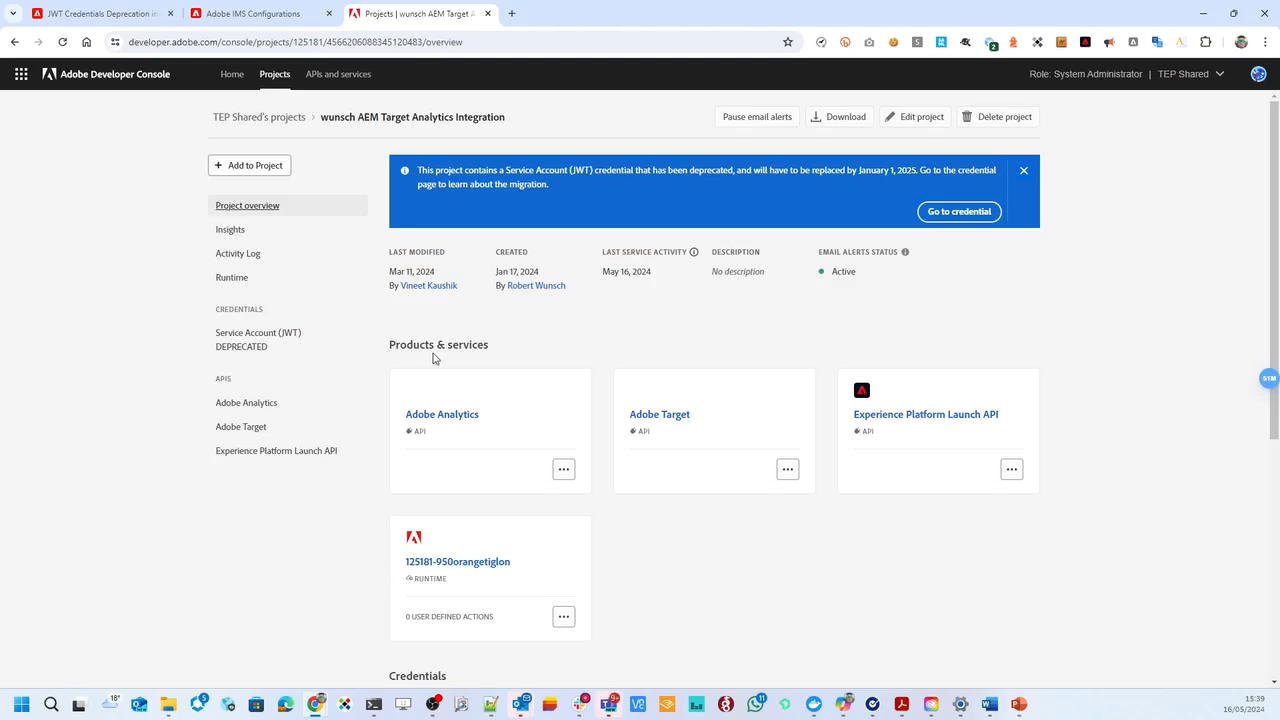 JWT Credentials Deprecation in
Adobe IMS Configurations
Projects | wunsch AEM Target A
developer.adobe.com/console/projects/125181/4566206088345120483/overview
2
Adobe Developer Console
Home
Projects
APIs and services
Role: System Administrator | TEP Shared
TEP Shared's projects
wunsch AEM Target Analytics Integration
Pause email alerts
Download
Edit project
Delete project
+ Add to Project
Project overview
Insights
Activity Log
Runtime
CREDENTIALS
Service Account (JWT)
DEPRECATED
APIS
Adobe Analytics
Adobe Target
Experience Platform Launch API
This project contains a Service Account (JWT) credential that has been deprecated, and will have to be replaced by January 1, 2025. Go to the credential
page to learn about the migration.
Go to credential
LAST MODIFIED
Mar 11, 2024
By Vineet Kaushik
CREATED
Jan 17, 2024
By Robert Wunsch
LAST SERVICE ACTIVITY
May 16, 2024
DESCRIPTION
No description
EMAIL ALERTS STATUS
Active
51M
Products & services
Adobe Analytics
API
Adobe Target
API
Experience Platform Launch API
API
125181-950orangetiglon
RUNTIME
0 USER DEFINED ACTIONS
Credentials
18°
5
9+
11
15:39
16/05/2024